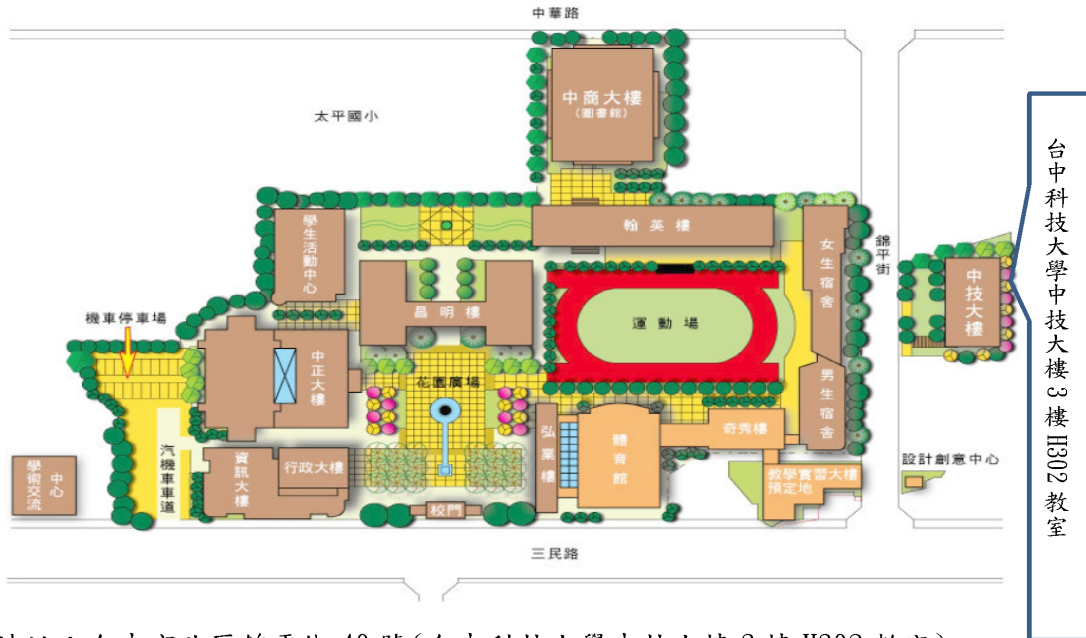 中華路
太平國小
中商大樓
(圖書館)
學生活動中心
翰英樓
女生宿舍
錦平街
中技大樓
台中科技大學中技大樓3樓H302教室
昌明樓
運動場
機車停車場
中正大樓
花園廣場
男生宿舍
弘業樓
體育館
奇秀樓
汽機車車道
資訊大樓
行政大樓
學術交流中心
教學實習大樓
預定地
設計創意中心
校門
三民路